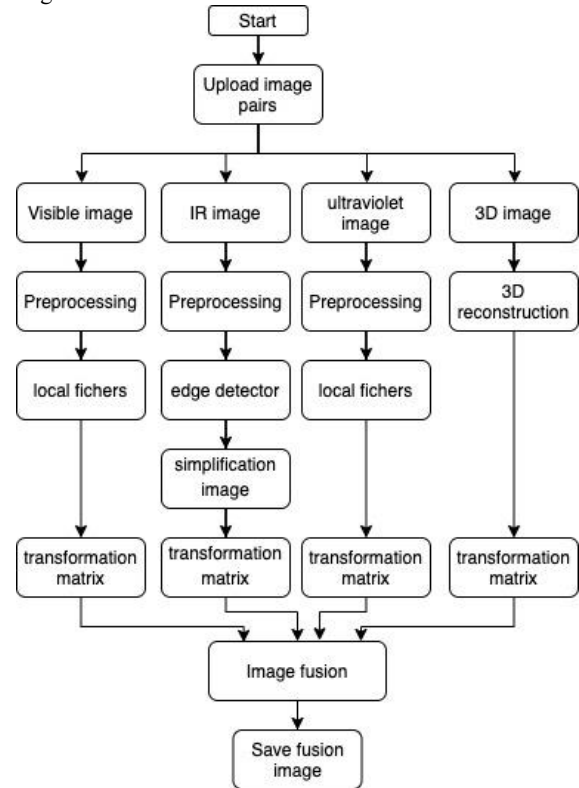 Start
Upload image
pairs
Visible image
IR image
ultraviolet
image
3D image
Preprocessing
Preprocessing
Preprocessing
3D
reconstruction
local fichers
edge detector
local fichers
simplification
image
transformation
matrix
transformation
matrix
transformation
matrix
transformation
matrix
Image fusion
Save fusion
image